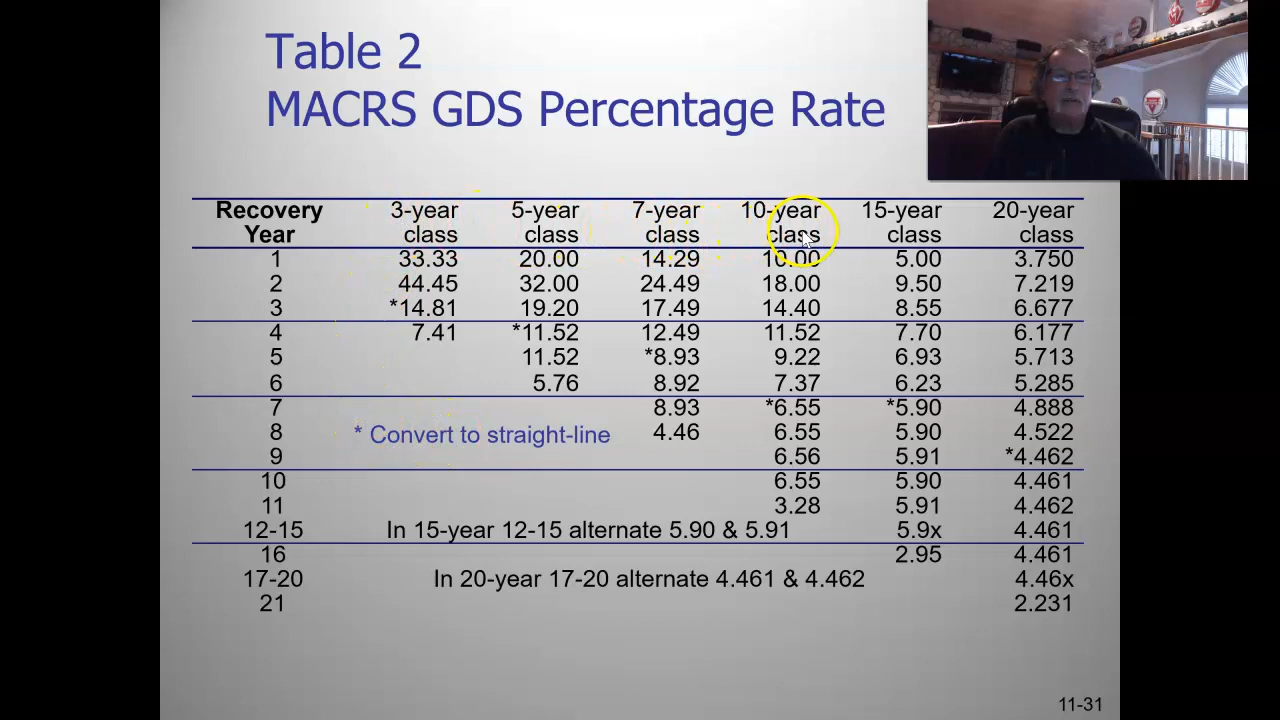 Table 2
MACRS GDS Percentage Rate
Recovery Year 3-year class 5-year class 7-year class 10-year class 15-year class 20-year class
1 33.33 20.00 14.29 10.00 5.00 3.750
2 44.45 32.00 24.49 18.00 9.50 7.219
3 *14.81 19.20 17.49 14.40 8.55 6.677
4 7.41 *11.52 12.49 11.52 7.70 6.177
5 11.52 *8.93 9.22 6.93 5.713
6 5.76 8.92 7.37 6.23 5.285
7 8.93 *6.55 *5.90 4.888
8 * Convert to straight-line 4.46 6.55 5.90 4.522
9 6.56 5.91 *4.462
10 6.55 5.90 4.461
11 3.28 5.91 4.462
12-15 In 15-year 12-15 alternate 5.90 & 5.91 5.9x 4.461
16 2.95 4.461
17-20 In 20-year 17-20 alternate 4.461 & 4.462 4.46x
21 2.231
11-31